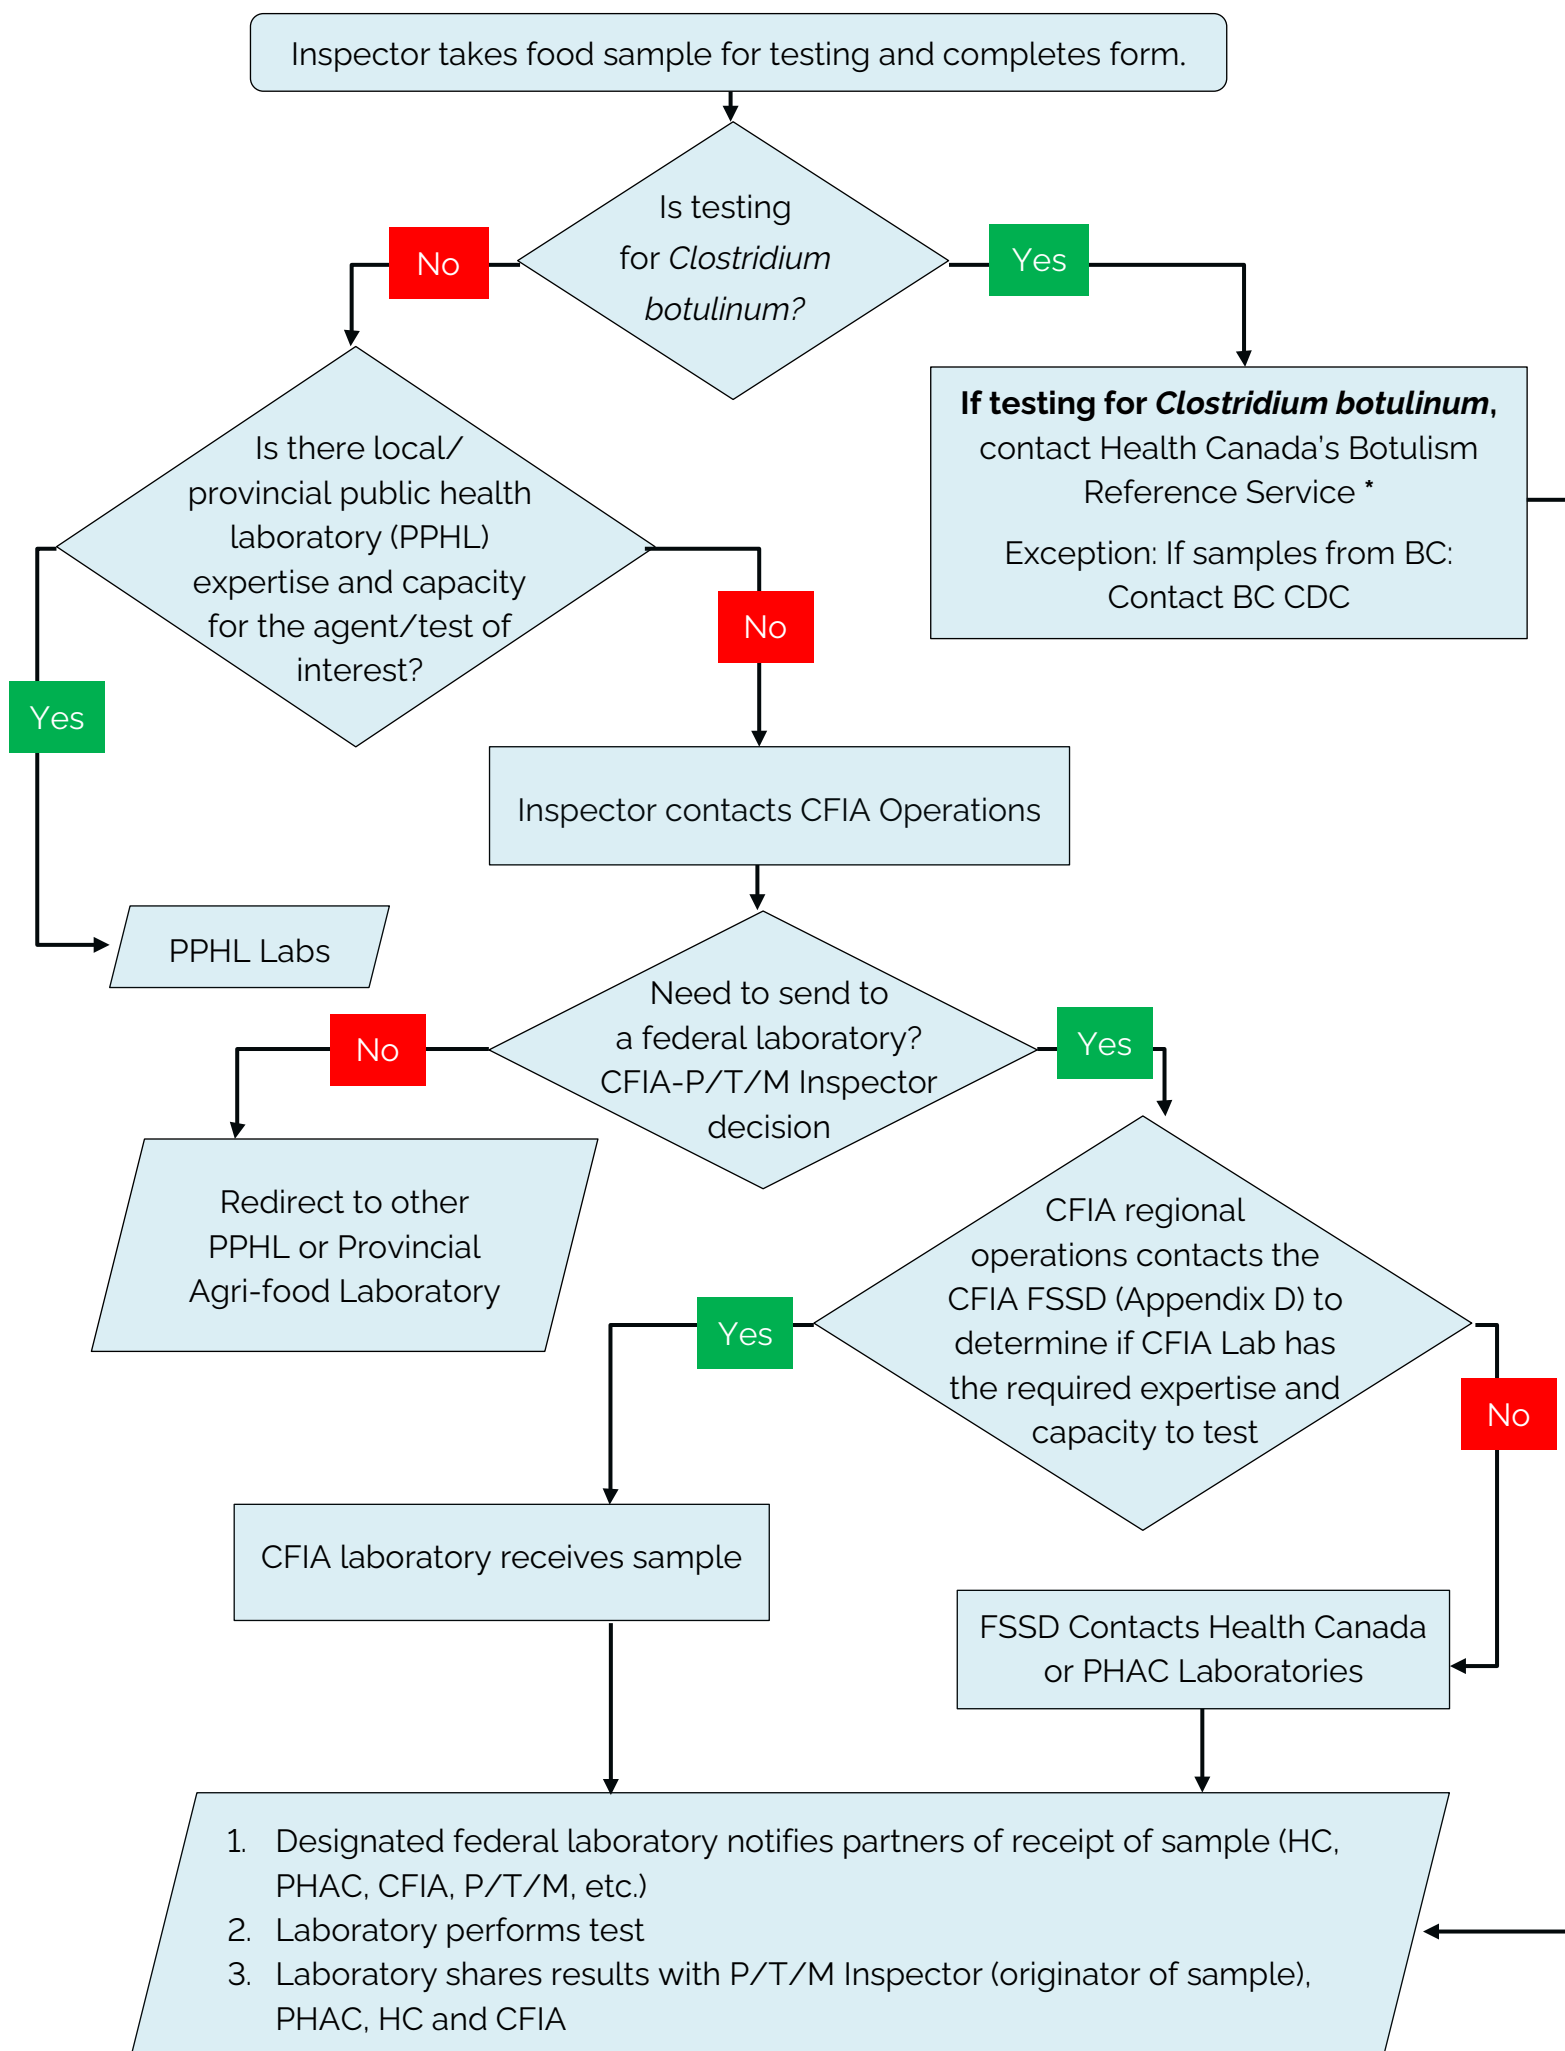 Inspector takes food sample for testing and completes form.
Is testing
for Clostridium
botulinum?
No
Yes
If testing for Clostridium botulinum,
contact Health Canada’s Botulism
Reference Service *
Exception: If samples from BC:
Contact BC CDC
Is there local/
provincial public health
laboratory (PPHL)
expertise and capacity
for the agent/test of
interest?
No
Yes
Inspector contacts CFIA Operations
PPHL Labs
Need to send to
a federal laboratory?
CFIA-P/T/M Inspector
decision
No
Yes
Redirect to other
PPHL or Provincial
Agri-food Laboratory
CFIA regional
operations contacts the
CFIA FSSD (Appendix D) to
determine if CFIA Lab has
the required expertise and
capacity to test
Yes
No
CFIA laboratory receives sample
FSSD Contacts Health Canada
or PHAC Laboratories
1. Designated federal laboratory notifies partners of receipt of sample (HC,
PHAC, CFIA, P/T/M, etc.)
2. Laboratory performs test
3. Laboratory shares results with P/T/M Inspector (originator of sample),
PHAC, HC and CFIA